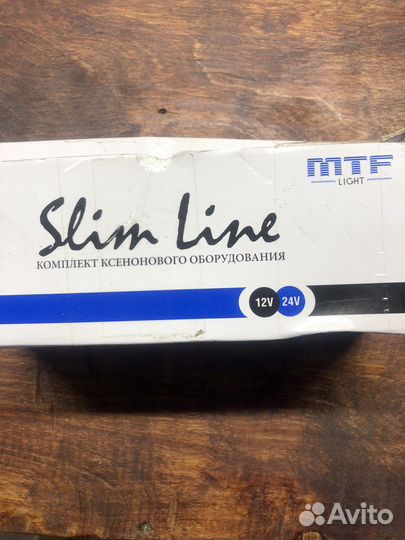 MTF
LIGHT
Slim Line
КОМПЛЕКТ КСЕНОНОВОГО ОБОРУДОВАНИЯ
12V 24V
Avito